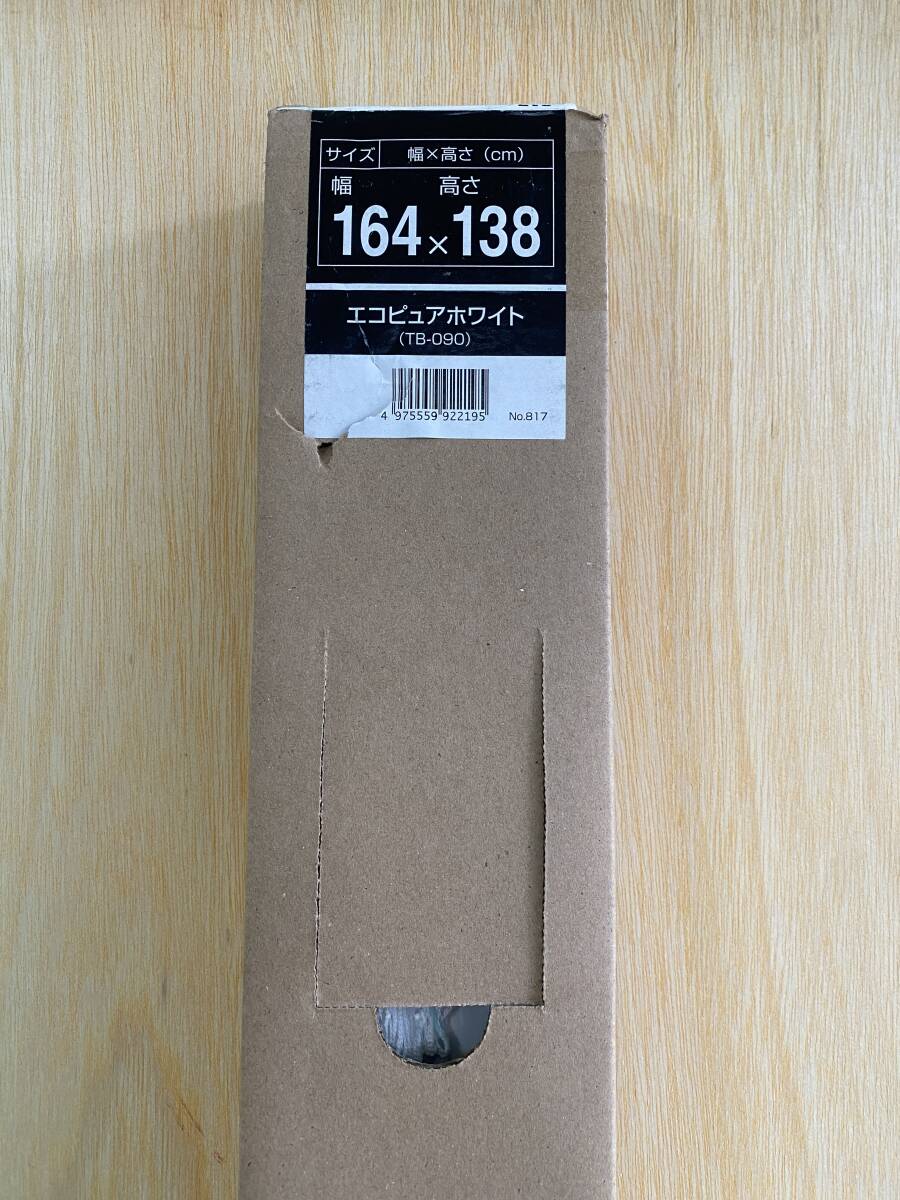 サイズ 幅×高さ（cm）
幅 高さ
164×138
エコピュアホワイト
（TB-090）
4 975559 922195 No.817